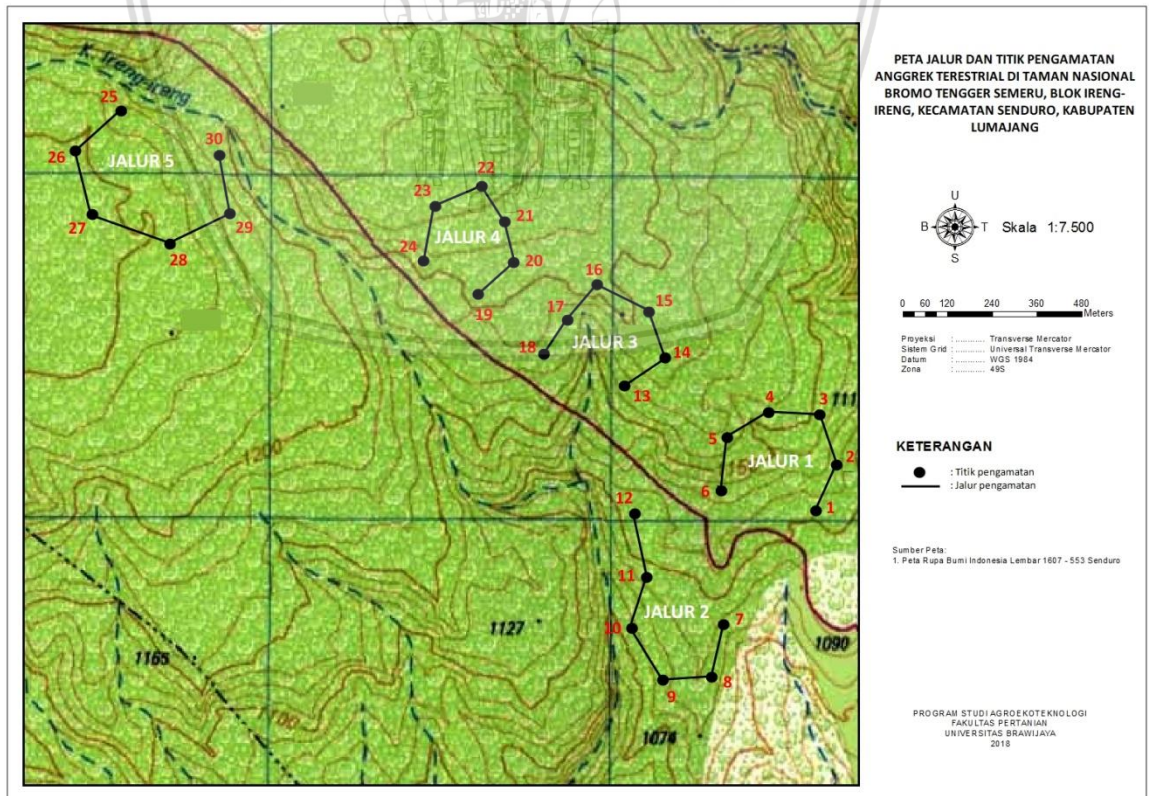 PETA JALUR DAN TITIK PENGAMATAN
ANGGREK TERESTRIAL DI TAMAN NASIONAL
BROMO TENGGER SEMERU, BLOK IRENG-
IRENG, KECAMATAN SENDURO, KABUPATEN
LUMAJANG
U
B T
S
Skala 1:7.500
0 60 120 240 360 480
Meters
Proyeksi : ........... Transverse Mercator
Sistem Grid : ........... Universal Transverse Mercator
Datum : ........... WGS 1984
Zona : ........... 49S
KETERANGAN
: Titik pengamatan
: Jalur pengamatan
Sumber Peta:
1. Peta Rupa Bumi Indonesia Lembar 1607 - 553 Senduro
PROGRAM STUDI AGROEKOTEKNOLOGI
FAKULTAS PERTANIAN
UNIVERSITAS BRAWIJAYA
2018
K. Ireng-ireng
25
26
JALUR 5
30
27
28
29
22
23
21
JALUR 4
24
20
19
16
17
15
JALUR 3
18
14
13
4
3
5
JALUR 1
2
6
1
12
11
JALUR 2
10
7
9
8
1200
1127
1165
1090
1074